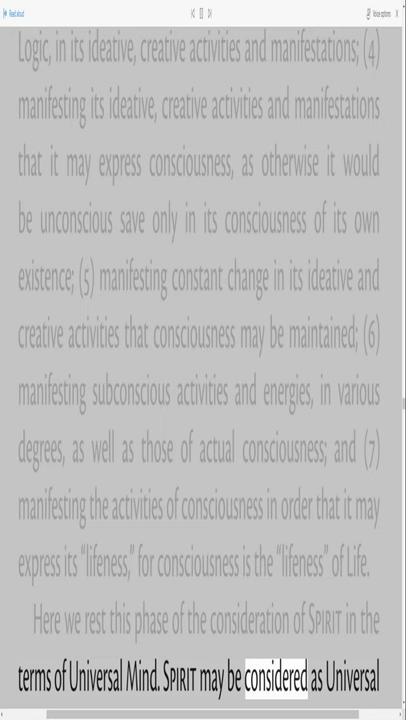 Read aloud Voice options X
Logic, in its ideative, creative activities and manifestations; (4)
manifesting its ideative, creative activities and manifestations
that it may express consciousness, as otherwise it would
be unconscious save only in its consciousness of its own
existence; (5) manifesting constant change in its ideative and
creative activities that consciousness may be maintained; (6)
manifesting subconscious activities and energies, in various
degrees, as well as those of actual consciousness; and (7)
manifesting the activities of consciousness in order that it may
express its “lifeness,” for consciousness is the “lifeness” of Life.
Here we rest this phase of the consideration of SPIRIT in the
terms of Universal Mind. SPIRIT may be considered as Universal